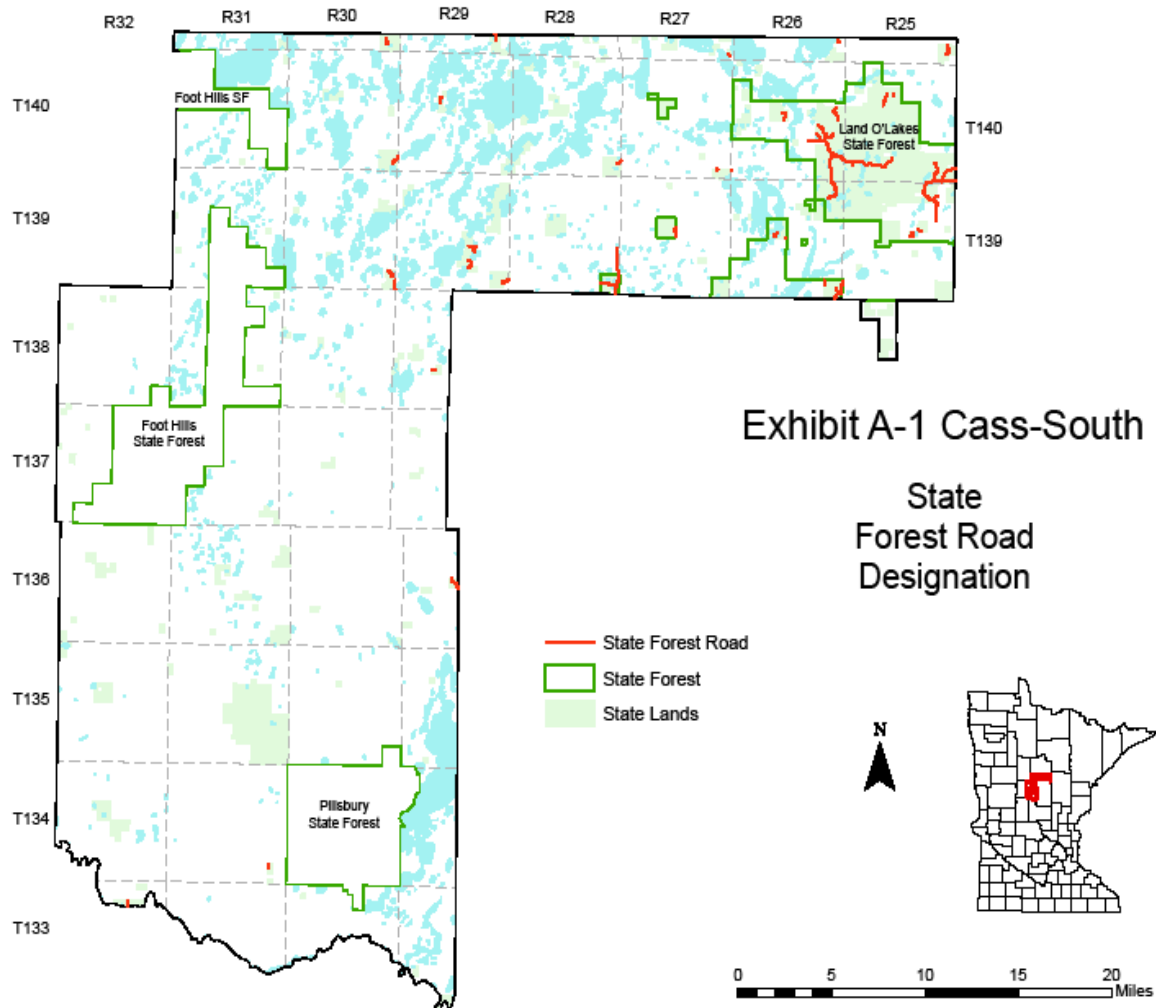 R32
R31
R30
R29
R28
R27
R26
R25
T140
Foot Hills SF
Land O'Lakes
State Forest
T140
T139
T139
T138
Foot Hills
State Forest
T137
Exhibit A-1 Cass-South
State
Forest Road
Designation
T136
State Forest Road
State Forest
State Lands
T135
N
Pillsbury
State Forest
T134
T133
0
5
10
15
20
Miles